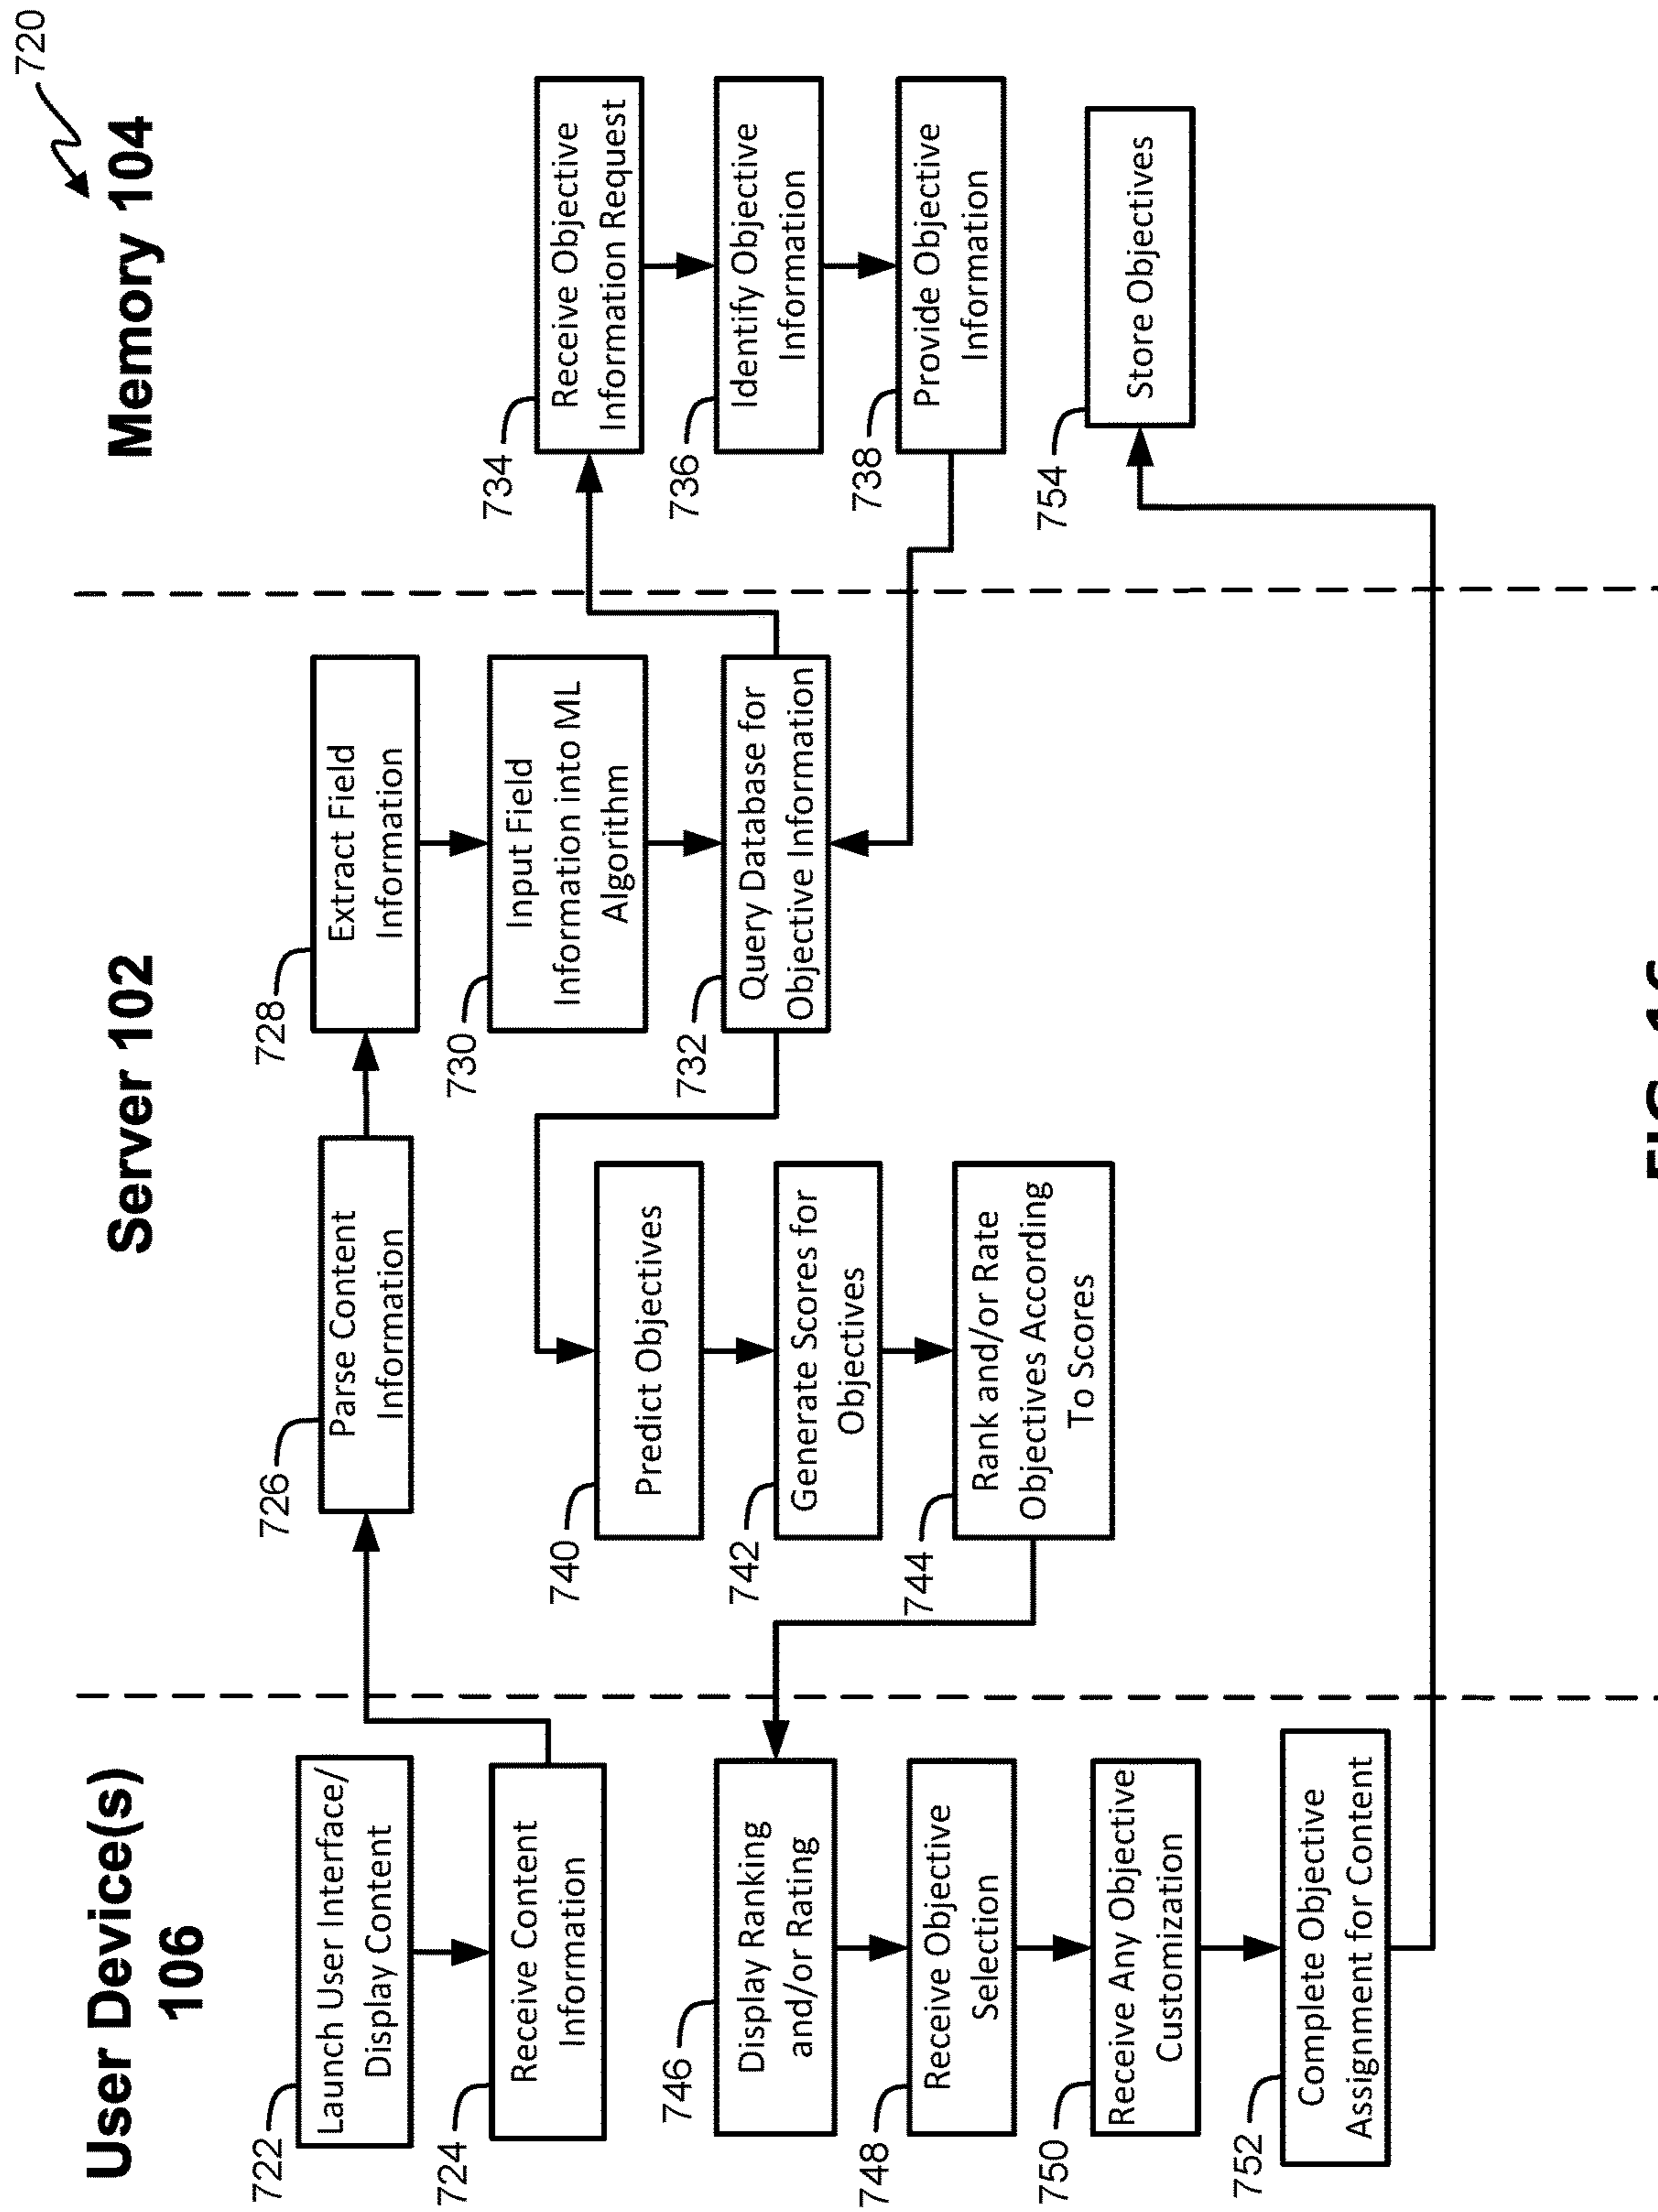 720
User Device(s)
106
Server 102
Memory 104
722
Launch User Interface/
Display Content
724
Receive Content
Information
726
Parse Content
Information
728
Extract Field
Information
730
Input Field
Information into ML
Algorithm
732
Query Database for
Objective Information
734
Receive Objective
Information Request
736
Identify Objective
Information
738
Provide Objective
Information
740
Predict Objectives
742
Generate Scores for
Objectives
744
Rank and/or Rate
Objectives According
To Scores
746
Display Ranking
and/or Rating
748
Receive Objective
Selection
750
Receive Any Objective
Customization
752
Complete Objective
Assignment for Content
754
Store Objectives